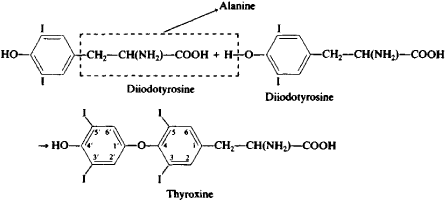 Alanine
I I
HO CH₂—CH(NH₂)—COOH + H O CH₂—CH(NH₂)—COOH
I I
Diiodotyrosine Diiodotyrosine
I I
5' 6' 5 6
→HO 4' 1' O 4 1 CH₂—CH(NH₂)—COOH
3' 2' 3 2
I I
Thyroxine